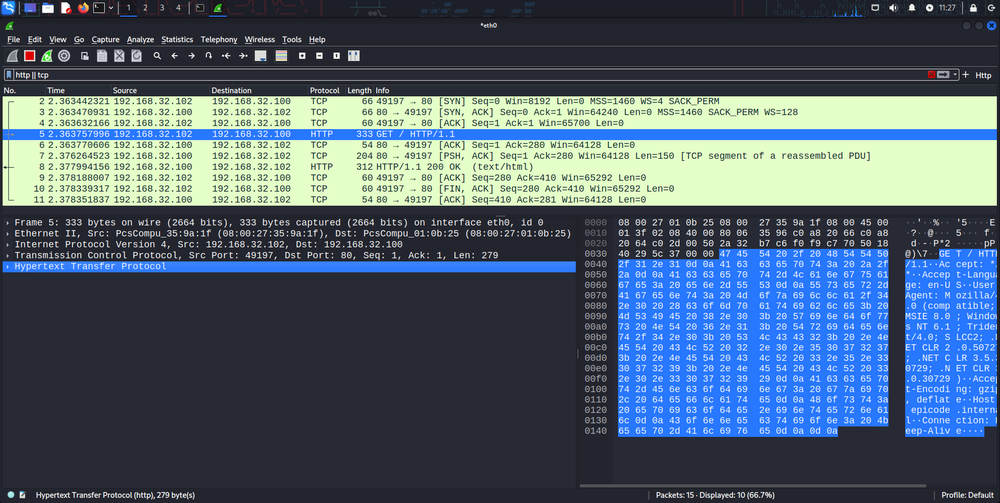 1 2 3 4 11:27
*eth0
File Edit View Go Capture Analyze Statistics Telephony Wireless Tools Help
http || tcp + Http
No. Time Source Destination Protocol Length Info
2 2.363442321 192.168.32.102 192.168.32.100 TCP 66 49197 → 80 [SYN] Seq=0 Win=8192 Len=0 MSS=1460 WS=4 SACK_PERM
3 2.363470931 192.168.32.100 192.168.32.102 TCP 66 80 → 49197 [SYN, ACK] Seq=0 Ack=1 Win=64240 Len=0 MSS=1460 SACK_PERM WS=128
4 2.363632166 192.168.32.102 192.168.32.100 TCP 60 49197 → 80 [ACK] Seq=1 Ack=1 Win=65700 Len=0
5 2.363757996 192.168.32.102 192.168.32.100 HTTP 333 GET / HTTP/1.1
6 2.363770606 192.168.32.100 192.168.32.102 TCP 54 80 → 49197 [ACK] Seq=1 Ack=280 Win=64128 Len=0
7 2.376264523 192.168.32.100 192.168.32.102 TCP 204 80 → 49197 [PSH, ACK] Seq=1 Ack=280 Win=64128 Len=150 [TCP segment of a reassembled PDU]
8 2.377994156 192.168.32.100 192.168.32.102 HTTP 312 HTTP/1.1 200 OK (text/html)
9 2.378188007 192.168.32.102 192.168.32.100 TCP 60 49197 → 80 [ACK] Seq=280 Ack=410 Win=65292 Len=0
10 2.378339317 192.168.32.102 192.168.32.100 TCP 60 49197 → 80 [FIN, ACK] Seq=280 Ack=410 Win=65292 Len=0
11 2.378351837 192.168.32.100 192.168.32.102 TCP 54 80 → 49197 [ACK] Seq=410 Ack=281 Win=64128 Len=0
Frame 5: 333 bytes on wire (2664 bits), 333 bytes captured (2664 bits) on interface eth0, id 0
Ethernet II, Src: PcsCompu_35:9a:1f (08:00:27:35:9a:1f), Dst: PcsCompu_01:0b:25 (08:00:27:01:0b:25)
Internet Protocol Version 4, Src: 192.168.32.102, Dst: 192.168.32.100
Transmission Control Protocol, Src Port: 49197, Dst Port: 80, Seq: 1, Ack: 1, Len: 279
Hypertext Transfer Protocol
0000 08 00 27 01 0b 25 08 00 27 35 9a 1f 08 00 45 00 ··'··%·· '5····E
0010 01 3f 02 08 40 00 80 06 35 96 c0 a8 20 66 c0 a8 ·?··@··· 5··· f·
0020 20 64 c0 2d 00 50 2a 32 b7 c6 f0 f9 c7 70 50 18 d·-·P*2 ·····pP
0030 40 29 5c 37 00 00 47 45 54 20 2f 20 48 54 54 50 @)\7··GE T / HTT
0040 2f 31 2e 31 0d 0a 41 63 63 65 70 74 3a 20 2a 2f /1.1··Ac cept: *
0050 2a 0d 0a 41 63 63 65 70 74 2d 4c 61 6e 67 75 61 *··Accep t-Langu
0060 67 65 3a 20 65 6e 2d 55 53 0d 0a 55 73 65 72 2d ge: en-U S··User
0070 41 67 65 6e 74 3a 20 4d 6f 7a 69 6c 6c 61 2f 34 Agent: M ozilla/
0080 2e 30 20 28 63 6f 6d 70 61 74 69 62 6c 65 3b 20 .0 (comp atible;
0090 4d 53 49 45 20 38 2e 30 3b 20 57 69 6e 64 6f 77 MSIE 8.0 ; Windo
00a0 73 20 4e 54 20 36 2e 31 3b 20 54 72 69 64 65 6e s NT 6.1 ; Tride
00b0 74 2f 34 2e 30 3b 20 53 4c 43 43 32 3b 20 2e 4e t/4.0; S LCC2; .
00c0 45 54 20 43 4c 52 20 32 2e 30 2e 35 30 37 32 37 ET CLR 2 .0.5072
00d0 3b 20 2e 4e 45 54 20 43 4c 52 20 33 2e 35 2e 33 ; .NET C LR 3.5.
00e0 30 37 32 39 3b 20 2e 4e 45 54 20 43 4c 52 20 33 0729; .N ET CLR
00f0 2e 30 2e 33 30 37 32 39 29 0d 0a 41 63 63 65 70 .0.30729 )··Acce
0100 74 2d 45 6e 63 6f 64 69 6e 67 3a 20 67 7a 69 70 t-Encodi ng: gzi
0110 2c 20 64 65 66 6c 61 74 65 0d 0a 48 6f 73 74 3a , deflat e··Host
0120 20 65 70 69 63 6f 64 65 2e 69 6e 74 65 72 6e 61 epicode .intern
0130 6c 0d 0a 43 6f 6e 6e 65 63 74 69 6f 6e 3a 20 4b l··Conne ction:
0140 65 65 70 2d 41 6c 69 76 65 0d 0a 0d 0a eep-Aliv e····
Hypertext Transfer Protocol (http), 279 byte(s) Packets: 15 · Displayed: 10 (66.7%) Profile: Default